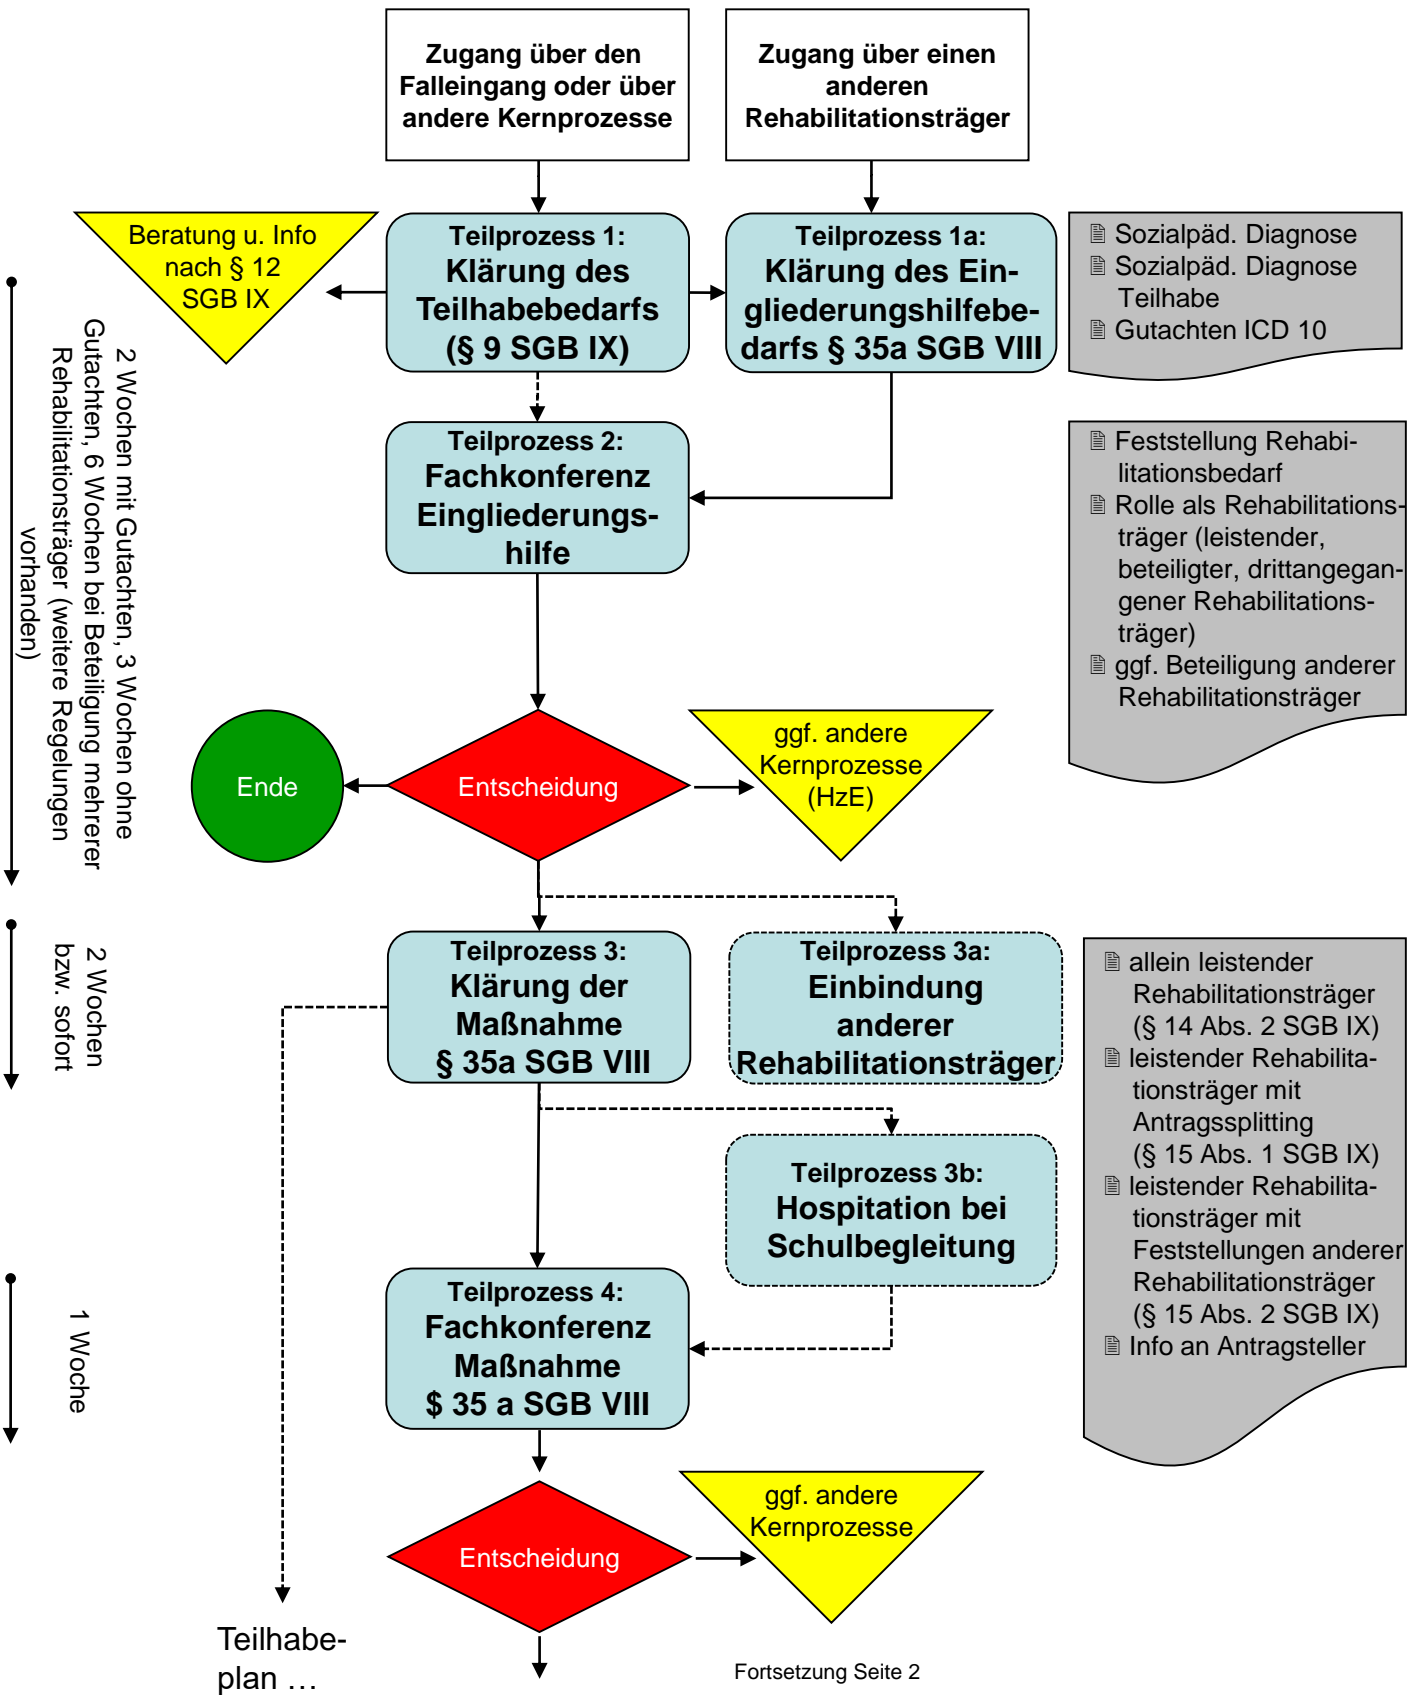 Zugang über den
Falleingang oder über
andere Kernprozesse
Zugang über einen
anderen
Rehabilitationsträger
Beratung u. Info
nach § 12
SGB IX
Teilprozess 1:
Klärung des
Teilhabebedarfs
(§ 9 SGB IX)
Teilprozess 1a:
Klärung des Ein-
gliederungshilfebe-
darfs § 35a SGB VIII
Sozialpäd. Diagnose
Sozialpäd. Diagnose
Teilhabe
Gutachten ICD 10
2 Wochen mit Gutachten, 3 Wochen ohne
Gutachten, 6 Wochen bei Beteiligung mehrerer
Rehabilitationsträger (weitere Regelungen
vorhanden)
Teilprozess 2:
Fachkonferenz
Eingliederungs-
hilfe
Feststellung Rehabi-
litationsbedarf
Rolle als Rehabilitations-
träger (leistender,
beteiligter, drittangegan-
gener Rehabilitations-
träger)
ggf. Beteiligung anderer
Rehabilitationsträger
Ende
Entscheidung
ggf. andere
Kernprozesse
(HzE)
2 Wochen
bzw. sofort
Teilprozess 3:
Klärung der
Maßnahme
§ 35a SGB VIII
Teilprozess 3a:
Einbindung
anderer
Rehabilitationsträger
allein leistender
Rehabilitationsträger
(§ 14 Abs. 2 SGB IX)
leistender Rehabilita-
tionsträger mit
Antragssplitting
(§ 15 Abs. 1 SGB IX)
leistender Rehabilita-
tionsträger mit
Feststellungen anderer
Rehabilitationsträger
(§ 15 Abs. 2 SGB IX)
Info an Antragsteller
Teilprozess 3b:
Hospitation bei
Schulbegleitung
1 Woche
Teilprozess 4:
Fachkonferenz
Maßnahme
$ 35 a SGB VIII
Entscheidung
ggf. andere
Kernprozesse
Teilhabe-
plan …
Fortsetzung Seite 2